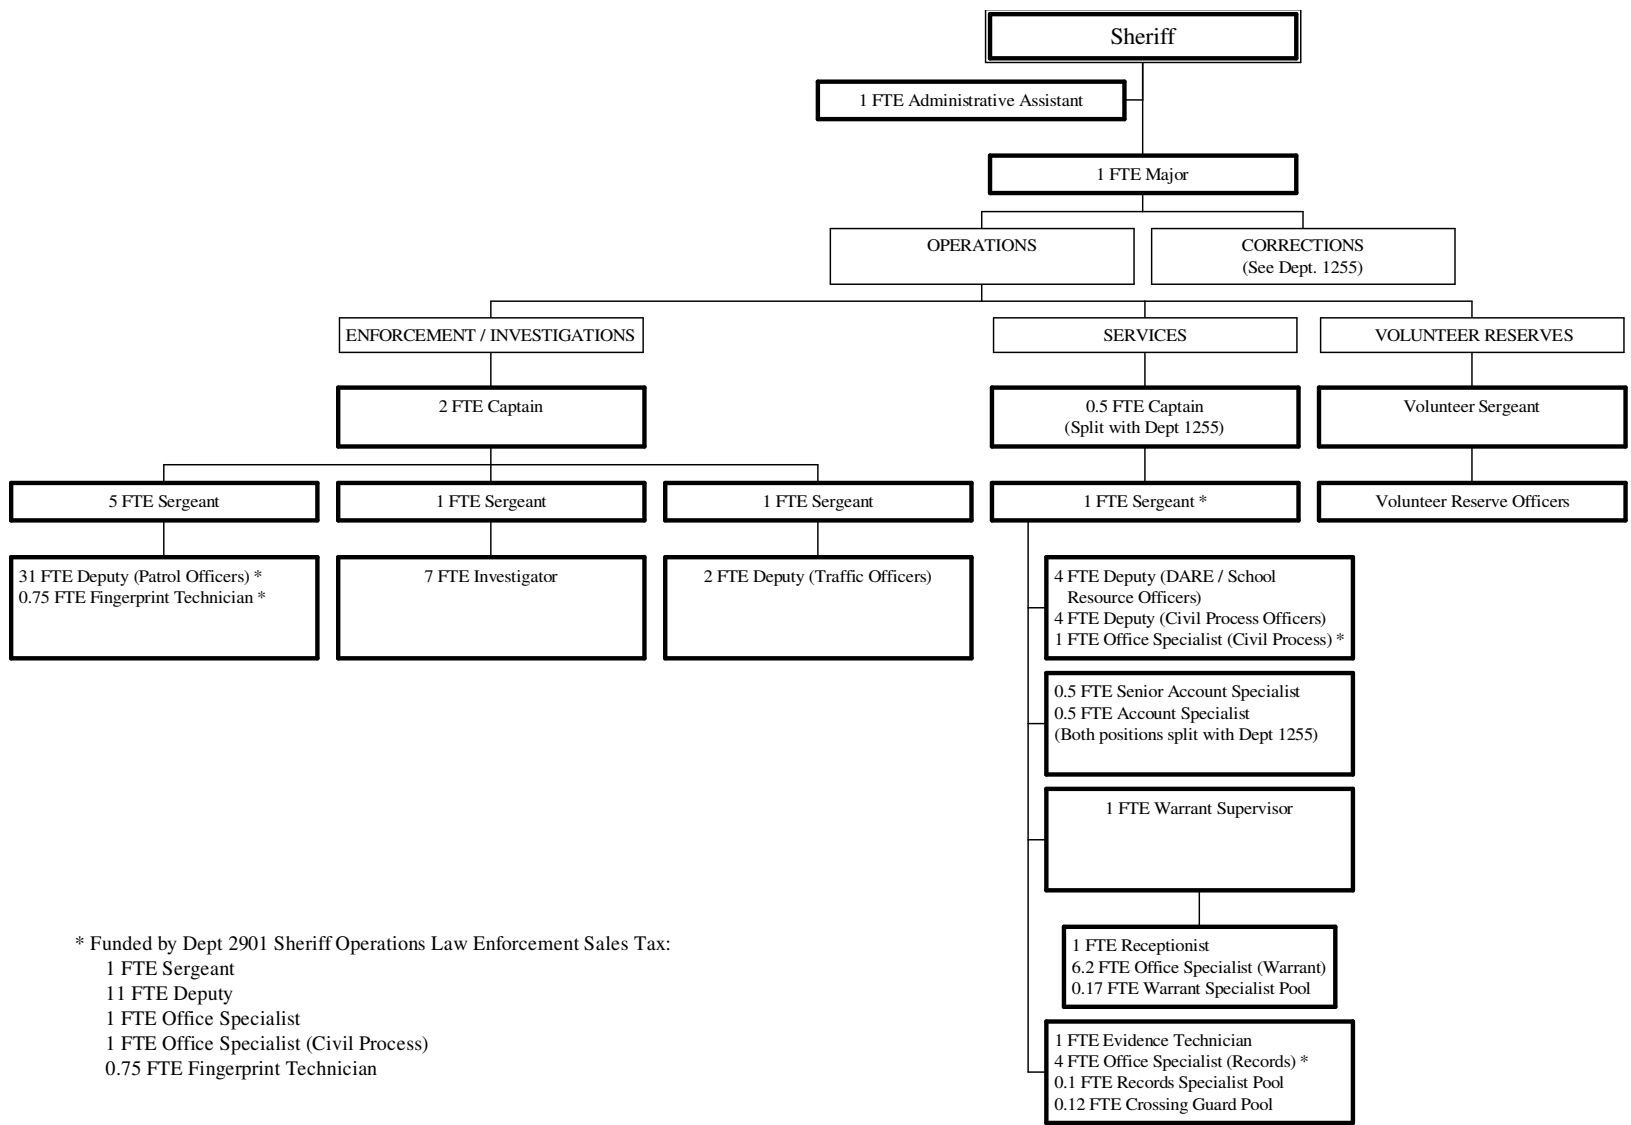 Sheriff
1 FTE Administrative Assistant
1 FTE Major
OPERATIONS
CORRECTIONS
(See Dept. 1255)
ENFORCEMENT / INVESTIGATIONS
SERVICES
VOLUNTEER RESERVES
2 FTE Captain
0.5 FTE Captain
(Split with Dept 1255)
Volunteer Sergeant
5 FTE Sergeant
1 FTE Sergeant
1 FTE Sergeant
1 FTE Sergeant *
Volunteer Reserve Officers
31 FTE Deputy (Patrol Officers) *
0.75 FTE Fingerprint Technician *
7 FTE Investigator
2 FTE Deputy (Traffic Officers)
4 FTE Deputy (DARE / School
Resource Officers)
4 FTE Deputy (Civil Process Officers)
1 FTE Office Specialist (Civil Process) *
0.5 FTE Senior Account Specialist
0.5 FTE Account Specialist
(Both positions split with Dept 1255)
1 FTE Warrant Supervisor
1 FTE Receptionist
6.2 FTE Office Specialist (Warrant)
0.17 FTE Warrant Specialist Pool
1 FTE Evidence Technician
4 FTE Office Specialist (Records) *
0.1 FTE Records Specialist Pool
0.12 FTE Crossing Guard Pool
* Funded by Dept 2901 Sheriff Operations Law Enforcement Sales Tax:
1 FTE Sergeant
11 FTE Deputy
1 FTE Office Specialist
1 FTE Office Specialist (Civil Process)
0.75 FTE Fingerprint Technician